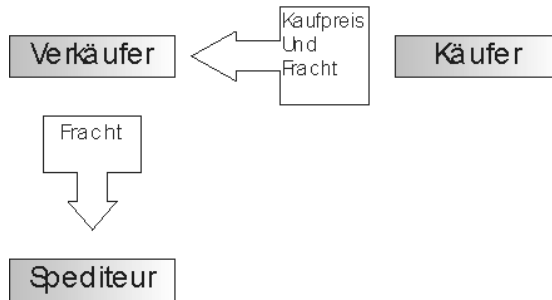 Verkäufer
Kaufpreis
Und
Fracht
Käufer
Fracht
Spediteur